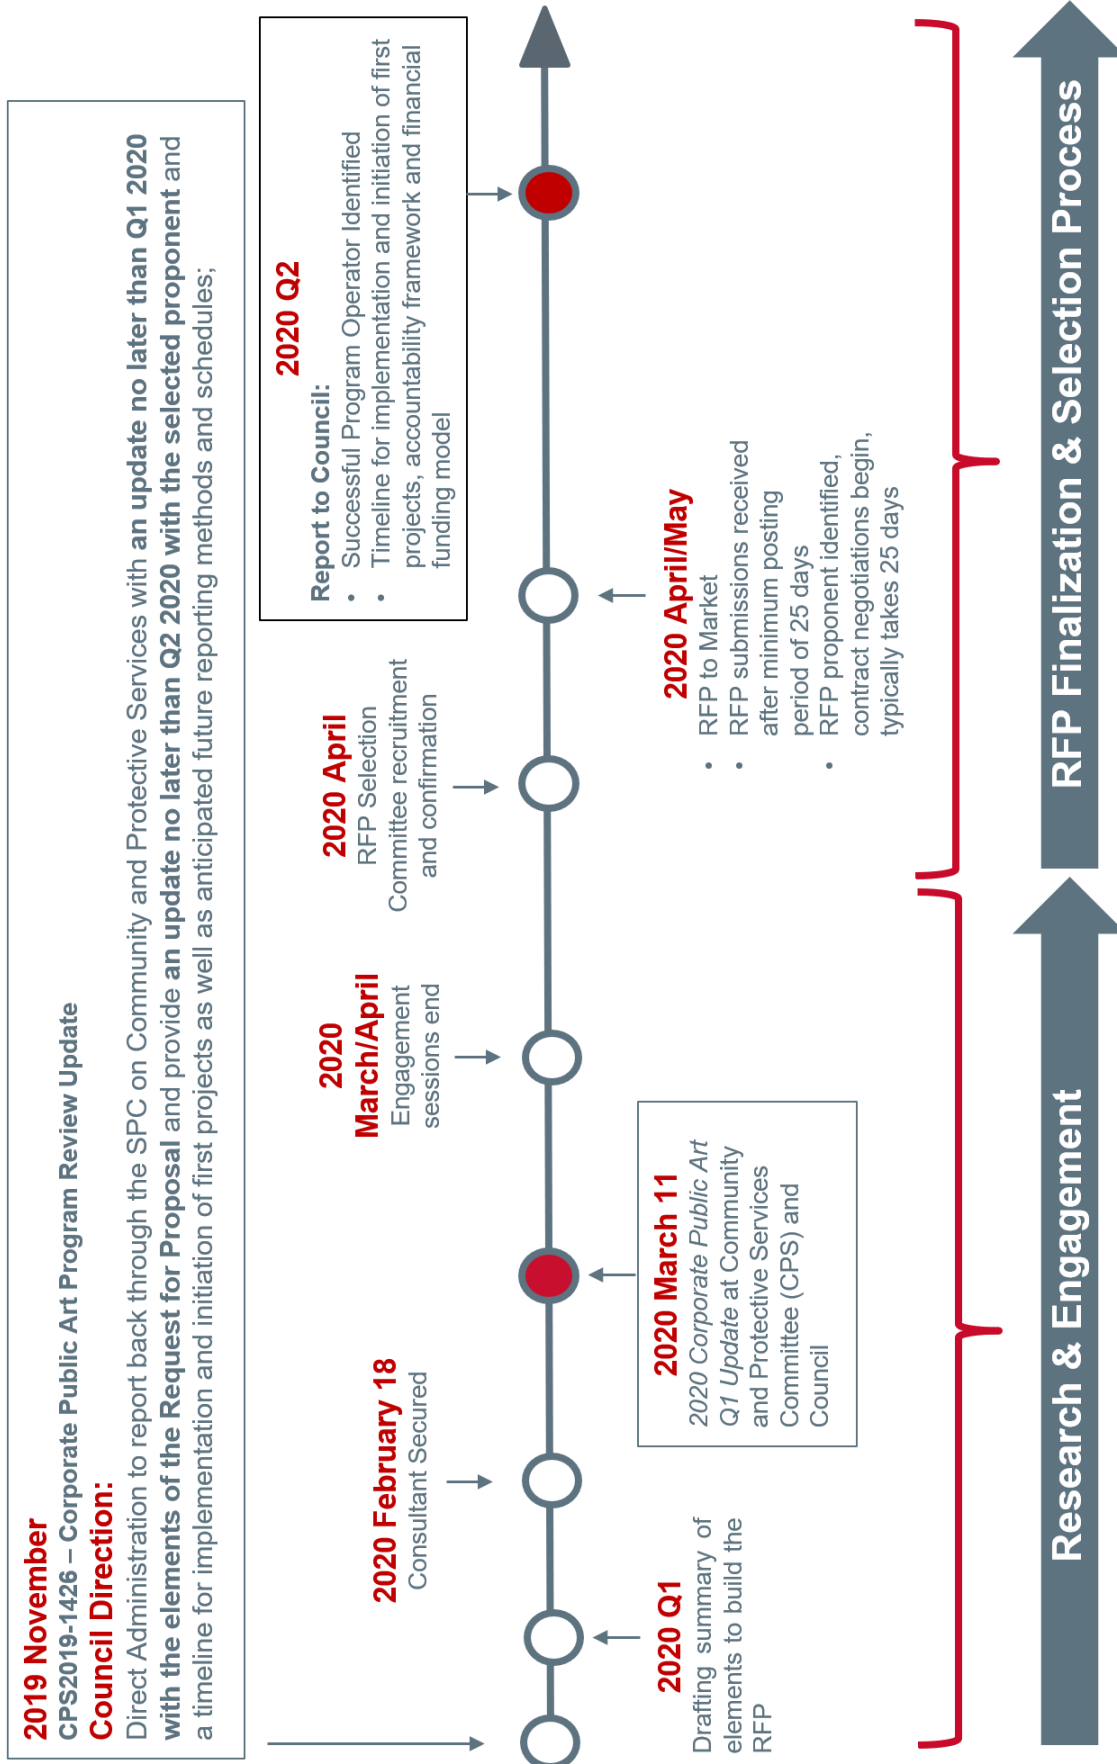 2019 November
CPS2019-1426 – Corporate Public Art Program Review Update
Council Direction:
Direct Administration to report back through the SPC on Community and Protective Services with an update no later than Q1 2020
with the elements of the Request for Proposal and provide an update no later than Q2 2020 with the selected proponent and
a timeline for implementation and initiation of first projects as well as anticipated future reporting methods and schedules;
2020 Q1
Drafting summary of
elements to build the
RFP
2020 February 18
Consultant Secured
2020 March 11
2020 Corporate Public Art
Q1 Update at Community
and Protective Services
Committee (CPS) and
Council
2020
March/April
Engagement
sessions end
2020 April
RFP Selection
Committee recruitment
and confirmation
2020 April/May
• RFP to Market
• RFP submissions received
after minimum posting
period of 25 days
• RFP proponent identified,
contract negotiations begin,
typically takes 25 days
2020 Q2
Report to Council:
• Successful Program Operator Identified
• Timeline for implementation and initiation of first
projects, accountability framework and financial
funding model
Research & Engagement
RFP Finalization & Selection Process